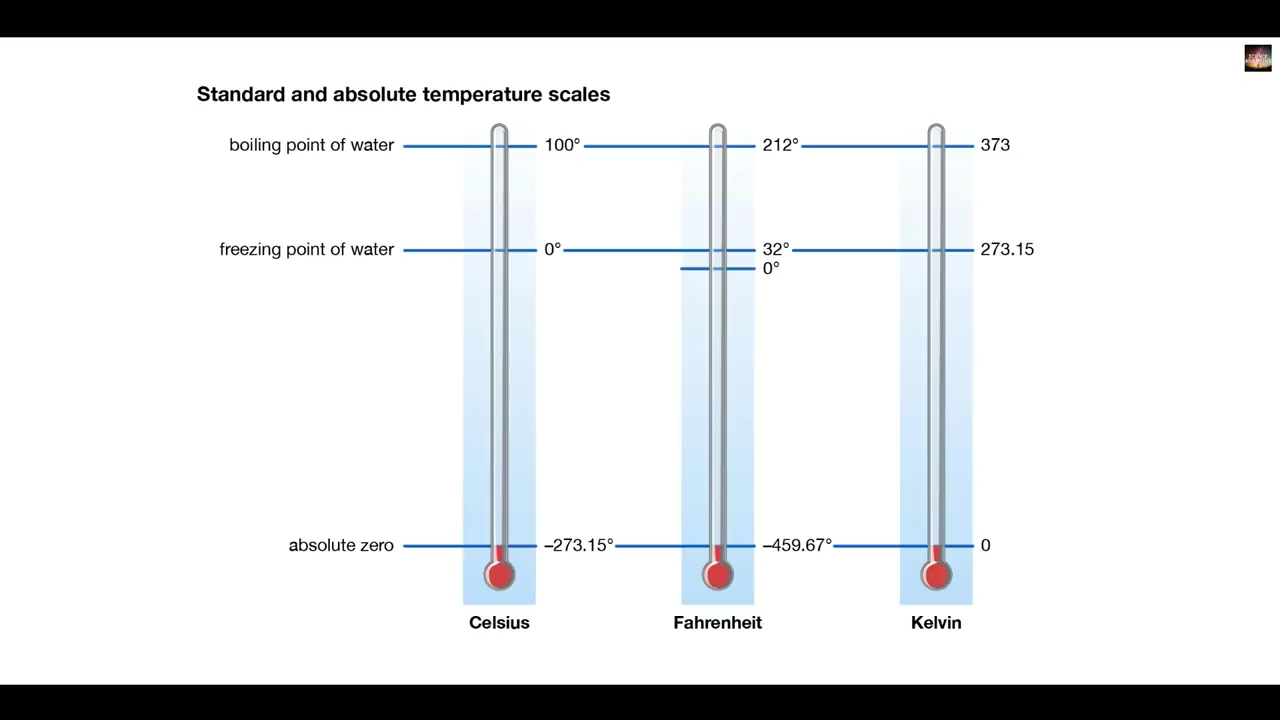 Standard and absolute temperature scales
boiling point of water 100° 212° 373
freezing point of water 0° 32° 273.15
0°
absolute zero –273.15° –459.67° 0
Celsius Fahrenheit Kelvin